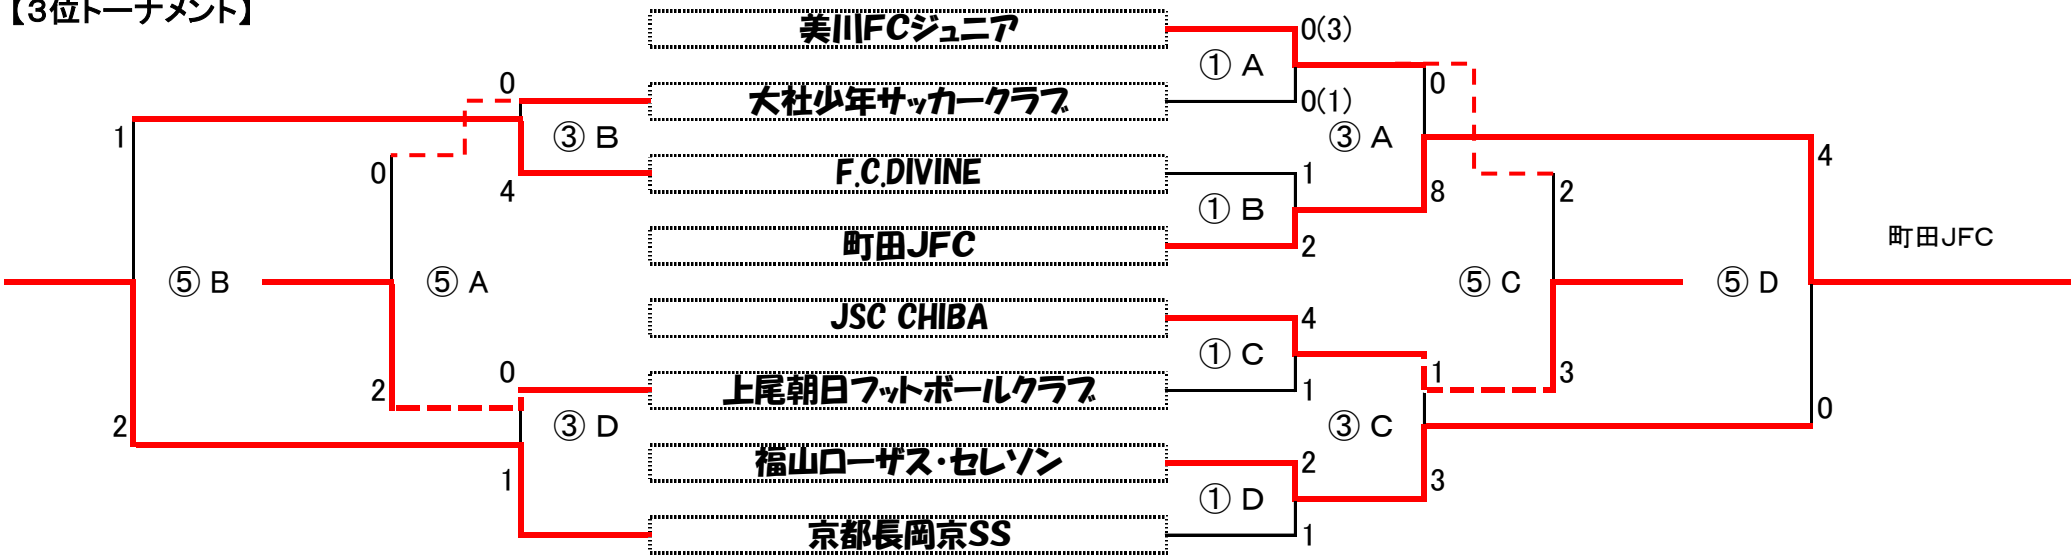 【3位トーナメント】
美川FCジュニア
0(3)
① A
0
大社少年サッカークラブ
0(1)
0
1
③ B
③ A
4
0
4
F.C.DIVINE
1
8
2
① B
町田JFC
2
町田JFC
⑤ B
⑤ A
⑤ C
⑤ D
JSC CHIBA
4
① C
0
1
3
2
上尾朝日フットボールクラブ
1
0
2
③ D
③ C
福山ローザス・セレソン
2
1
3
① D
京都長岡京SS
1